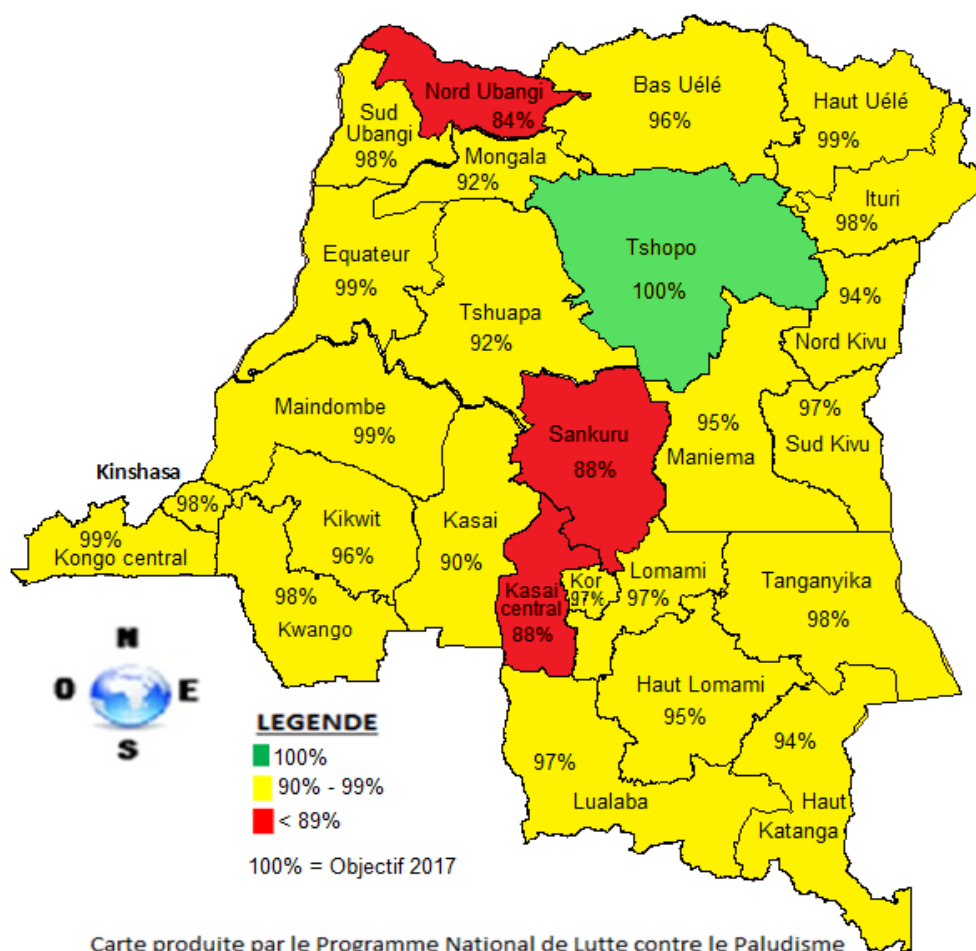 Nord Ubangi
84%
Bas Uélé
96%
Haut Uélé
99%
Sud
Ubangi
98%
Mongala
92%
Ituri
98%
Equateur
99%
Tshopo
100%
Tshuapa
92%
94%
Nord Kivu
Maindombe
99%
Sankuru
88%
95%
Maniema
97%
Sud Kivu
Kinshasa
98%
99%
Kongo central
Kikwit
96%
Kasai
90%
98%
Kwango
Kasai
central
88%
Kor
97%
Lomami
97%
Tanganyika
98%
Haut Lomami
95%
94%
Haut
Katanga
97%
Lualaba
N
O
E
S
LEGENDE
100%
90% - 99%
< 89%
100% = Objectif 2017
Carte produite par le Programme National de Lutte contre le Paludisme